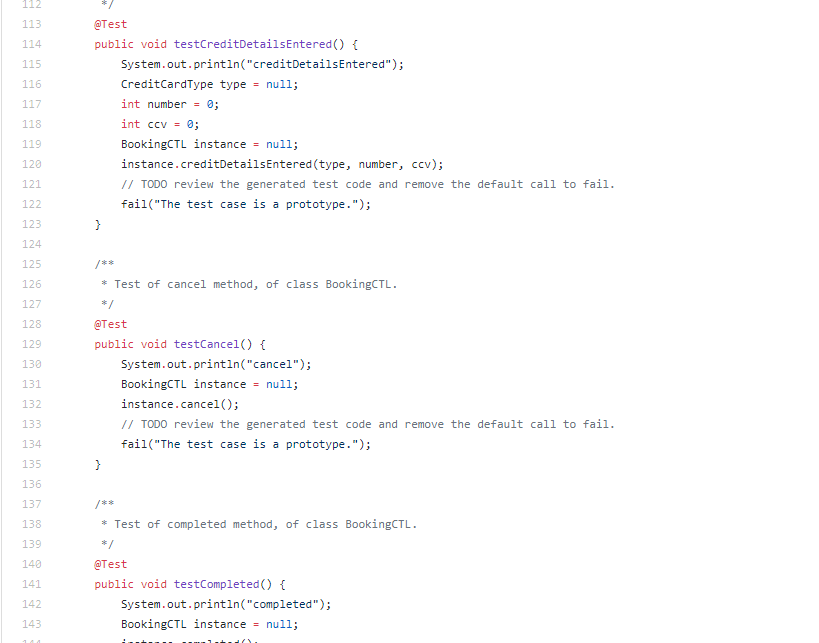 112 */
113 @Test
114 public void testCreditDetailsEntered() {
115 System.out.println("creditDetailsEntered");
116 CreditCardType type = null;
117 int number = 0;
118 int ccv = 0;
119 BookingCTL instance = null;
120 instance.creditDetailsEntered(type, number, ccv);
121 // TODO review the generated test code and remove the default call to fail.
122 fail("The test case is a prototype.");
123 }
124
125 /**
126 * Test of cancel method, of class BookingCTL.
127 */
128 @Test
129 public void testCancel() {
130 System.out.println("cancel");
131 BookingCTL instance = null;
132 instance.cancel();
133 // TODO review the generated test code and remove the default call to fail.
134 fail("The test case is a prototype.");
135 }
136
137 /**
138 * Test of completed method, of class BookingCTL.
139 */
140 @Test
141 public void testCompleted() {
142 System.out.println("completed");
143 BookingCTL instance = null;
144 instance.completed();